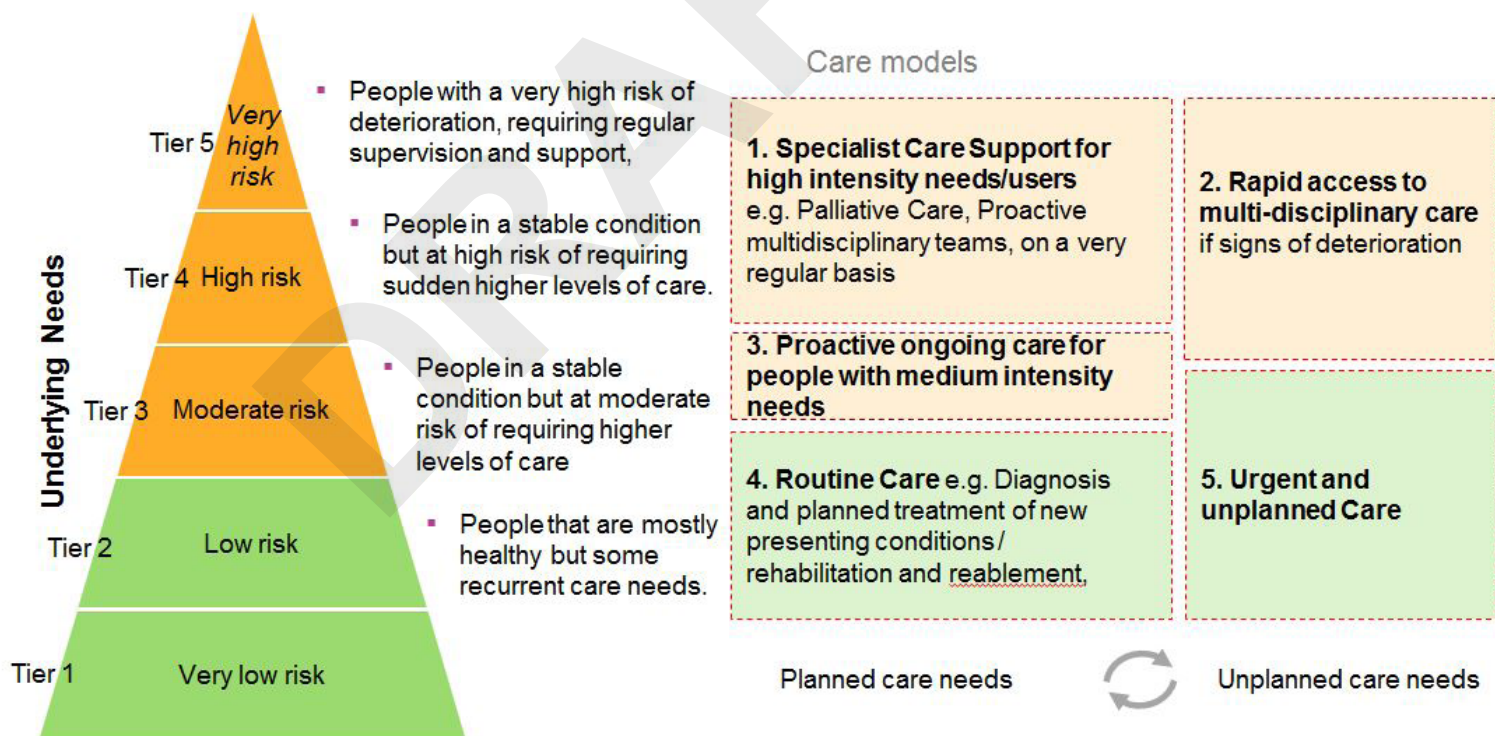 Underlying Needs
Tier 5
Very
high
risk
▪ People with a very high risk of
deterioration, requiring regular
supervision and support,
Tier 4
High risk
▪ People in a stable condition
but at high risk of requiring
sudden higher levels of care.
Tier 3
Moderate risk
▪ People in a stable
condition but at moderate
risk of requiring higher
levels of care
Tier 2
Low risk
▪ People that are mostly
healthy but some
recurrent care needs.
Tier 1
Very low risk
Care models
1. Specialist Care Support for
high intensity needs/users
e.g. Palliative Care, Proactive
multidisciplinary teams, on a very
regular basis
2. Rapid access to
multi-disciplinary care
if signs of deterioration
3. Proactive ongoing care for
people with medium intensity
needs
4. Routine Care e.g. Diagnosis
and planned treatment of new
presenting conditions/
rehabilitation and reablement,
5. Urgent and
unplanned Care
Planned care needs
Unplanned care needs
DRAF